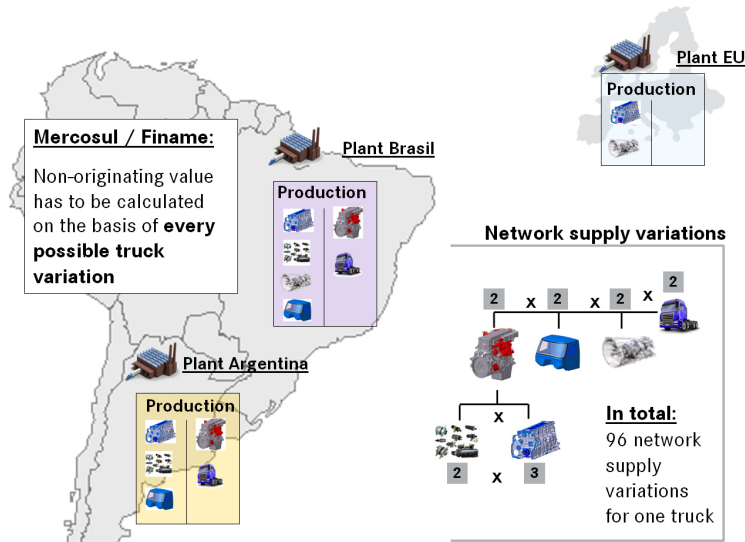 Plant EU
Production
Mercosul / Finame:
Non-originating value
has to be calculated
on the basis of every
possible truck
variation
Plant Brasil
Production
Network supply variations
2
2 x 2 x 2 x
Plant Argentina
Production
x
2 x 3
In total:
96 network
supply
variations
for one truck